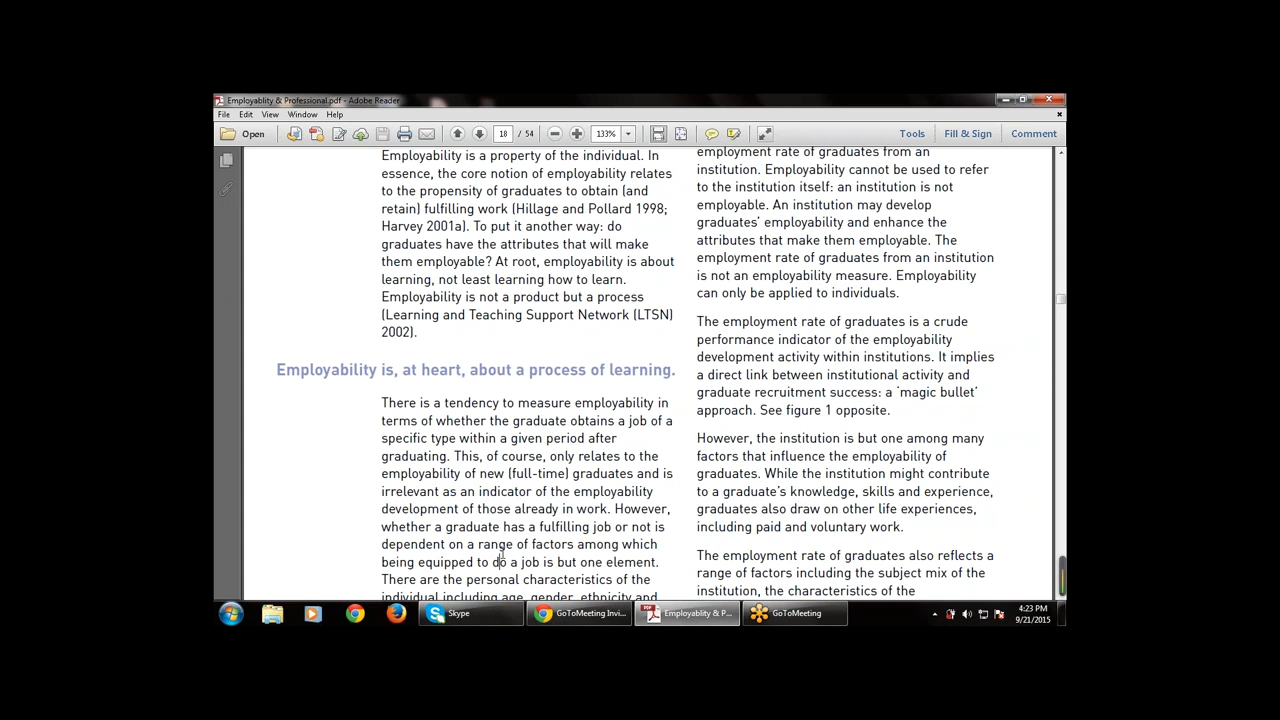 Employablity & Professional.pdf - Adobe Reader
File Edit View Window Help
Open 18 / 54 133% Tools Fill & Sign Comment
Employability is a property of the individual. In
essence, the core notion of employability relates
to the propensity of graduates to obtain (and
retain) fulfilling work (Hillage and Pollard 1998;
Harvey 2001a). To put it another way: do
graduates have the attributes that will make
them employable? At root, employability is about
learning, not least learning how to learn.
Employability is not a product but a process
(Learning and Teaching Support Network (LTSN)
2002).
Employability is, at heart, about a process of learning.
There is a tendency to measure employability in
terms of whether the graduate obtains a job of a
specific type within a given period after
graduating. This, of course, only relates to the
employability of new (full-time) graduates and is
irrelevant as an indicator of the employability
development of those already in work. However,
whether a graduate has a fulfilling job or not is
dependent on a range of factors among which
being equipped to do a job is but one element.
There are the personal characteristics of the
individual including age, gender, ethnicity and
employment rate of graduates from an
institution. Employability cannot be used to refer
to the institution itself: an institution is not
employable. An institution may develop
graduates' employability and enhance the
attributes that make them employable. The
employment rate of graduates from an institution
is not an employability measure. Employability
can only be applied to individuals.
The employment rate of graduates is a crude
performance indicator of the employability
development activity within institutions. It implies
a direct link between institutional activity and
graduate recruitment success: a 'magic bullet'
approach. See figure 1 opposite.
However, the institution is but one among many
factors that influence the employability of
graduates. While the institution might contribute
to a graduate's knowledge, skills and experience,
graduates also draw on other life experiences,
including paid and voluntary work.
The employment rate of graduates also reflects a
range of factors including the subject mix of the
institution, the characteristics of the
Skype GoToMeeting Invi... Employablity & P... GoToMeeting 4:23 PM
9/21/2015